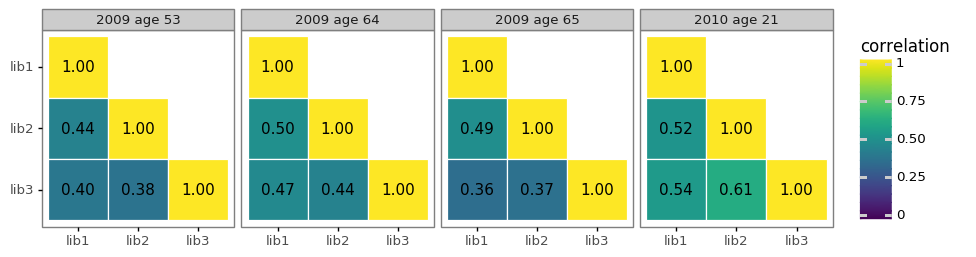 2009 age 53 2009 age 64 2009 age 65 2010 age 21
correlation
lib1 1.00 1.00 1.00 1.00
1
0.75
lib2 0.44 1.00 0.50 1.00 0.49 1.00 0.52 1.00
0.50
0.25
lib3 0.40 0.38 1.00 0.47 0.44 1.00 0.36 0.37 1.00 0.54 0.61 1.00
0
lib1 lib2 lib3 lib1 lib2 lib3 lib1 lib2 lib3 lib1 lib2 lib3